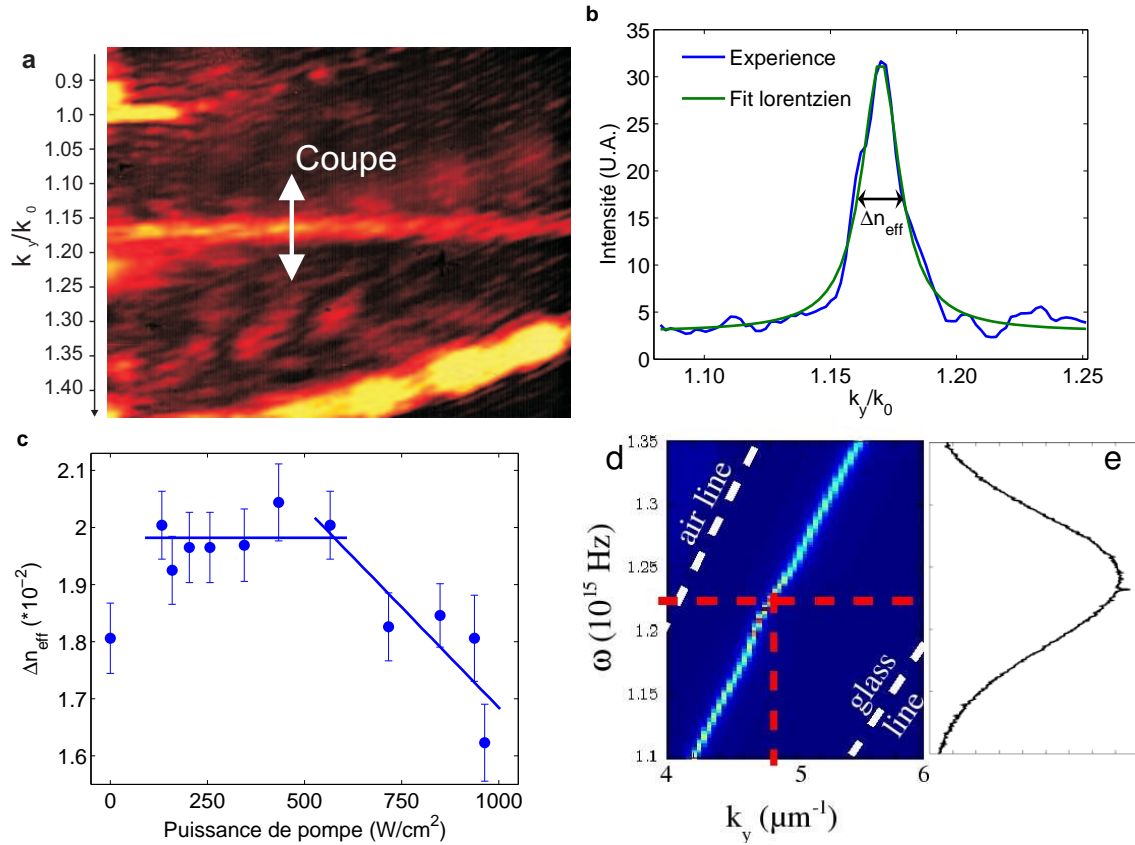 a
0.9
1.0
1.05
1.10
1.15
1.20
1.25
1.30
1.35
1.40
k_y/k_0
Coupe
b
Experience
Fit lorentzien
Δn_eff
35
30
25
20
15
10
5
0
1.10
1.15
1.20
1.25
Intensité (U.A.)
k_y/k_0
c
2.1
2
1.9
1.8
1.7
1.6
0
250
500
750
1000
Δn_eff (*10⁻²)
Puissance de pompe (W/cm²)
d
1.35
1.3
1.25
1.2
1.15
1.1
4
5
6
air line
glass line
ω (10¹⁵ Hz)
k_y (µm⁻¹)
e